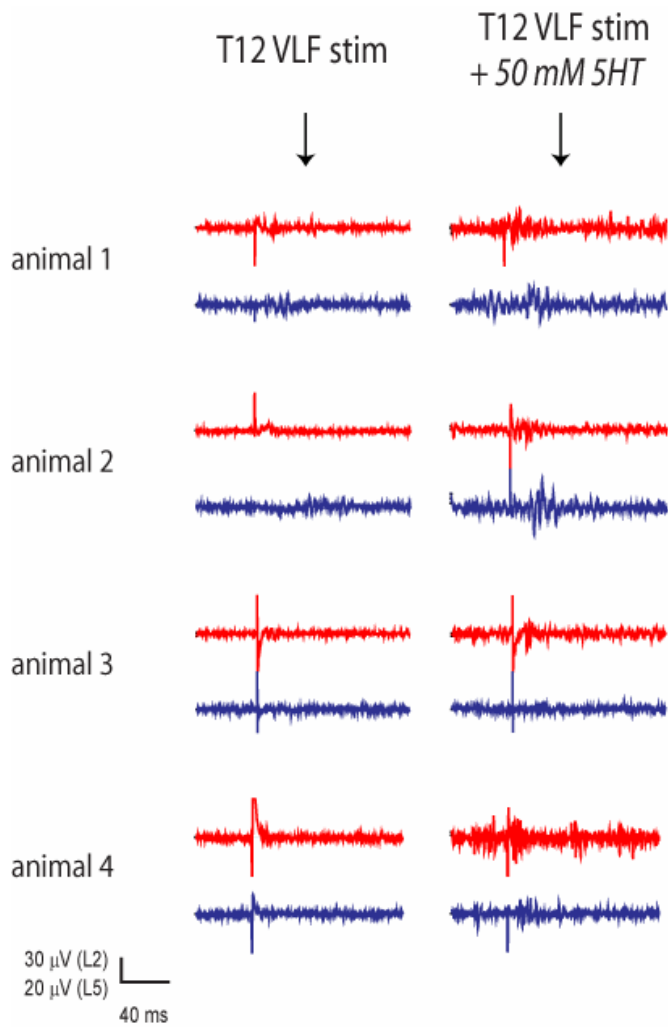 T12 VLF stim
T12 VLF stim
+ 50 mM 5HT
animal 1
animal 2
animal 3
animal 4
30 μV (L2)
20 μV (L5)
40 ms